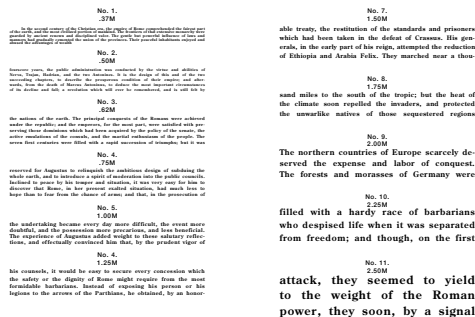 No. 1.
.37M
In the second century of the Christian era, the empire of Rome comprehended the fairest part
of the earth, and the most civilized portion of mankind. The frontiers of that extensive monarchy were
guarded by ancient renown and disciplined valor. The gentle but powerful influence of laws and
manners had gradually cemented the union of the provinces. Their peaceful inhabitants enjoyed and
abused the advantages of wealth
No. 2.
.50M
fourscore years, the public administration was conducted by the virtue and abilities of
Nerva, Trajan, Hadrian, and the two Antonines. It is the design of this and of the two
succeeding chapters, to describe the prosperous condition of their empire; and after-
wards, from the death of Marcus Antoninus, to deduce the most important circumstances
of its decline and fall; a revolution which will ever be remembered, and is still felt by
No. 3.
.62M
the nations of the earth. The principal conquests of the Romans were achieved
under the republic; and the emperors, for the most part, were satisfied with pre-
serving those dominions which had been acquired by the policy of the senate, the
active emulations of the consuls, and the martial enthusiasm of the people. The
seven first centuries were filled with a rapid succession of triumphs; but it was
No. 4.
.75M
reserved for Augustus to relinquish the ambitious design of subduing the
whole earth, and to introduce a spirit of moderation into the public councils.
Inclined to peace by his temper and situation, it was very easy for him to
discover that Rome, in her present exalted situation, had much less to
hope than to fear from the chance of arms; and that, in the prosecution of
No. 5.
1.00M
the undertaking became every day more difficult, the event more
doubtful, and the possession more precarious, and less beneficial.
The experience of Augustus added weight to these salutary reflec-
tions, and effectually convinced him that, by the prudent vigor of
No. 4.
1.25M
his counsels, it would be easy to secure every concession which
the safety or the dignity of Rome might require from the most
formidable barbarians. Instead of exposing his person or his
legions to the arrows of the Parthians, he obtained, by an honor-
No. 7.
1.50M
able treaty, the restitution of the standards and prisoners
which had been taken in the defeat of Crassus. His gen-
erals, in the early part of his reign, attempted the reduction
of Ethiopia and Arabia Felix. They marched near a thou-
No. 8.
1.75M
sand miles to the south of the tropic; but the heat of
the climate soon repelled the invaders, and protected
the unwarlike natives of those sequestered regions
No. 9.
2.00M
The northern countries of Europe scarcely de-
served the expense and labor of conquest.
The forests and morasses of Germany were
No. 10.
2.25M
filled with a hardy race of barbarians
who despised life when it was separated
from freedom; and though, on the first
No. 11.
2.50M
attack, they seemed to yield
to the weight of the Roman
power, they soon, by a signal